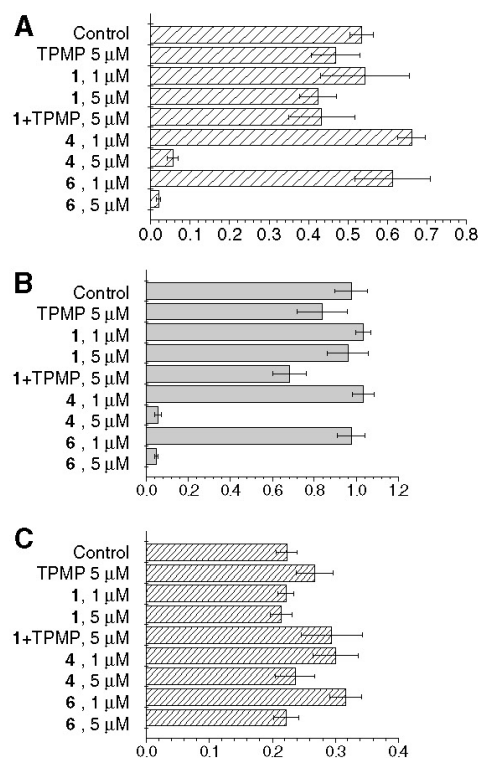 A
Control
TPMP 5 µM
1, 1 µM
1, 5 µM
1+TPMP, 5 µM
4 , 1 µM
4 , 5 µM
6 , 1 µM
6 , 5 µM
0.0 0.1 0.2 0.3 0.4 0.5 0.6 0.7 0.8
B
Control
TPMP 5 µM
1, 1 µM
1, 5 µM
1+TPMP, 5 µM
4 , 1 µM
4 , 5 µM
6 , 1 µM
6 , 5 µM
0.0 0.2 0.4 0.6 0.8 1.0 1.2
C
Control
TPMP 5 µM
1, 1 µM
1, 5 µM
1+TPMP, 5 µM
4 , 1 µM
4 , 5 µM
6 , 1 µM
6 , 5 µM
0.0 0.1 0.2 0.3 0.4